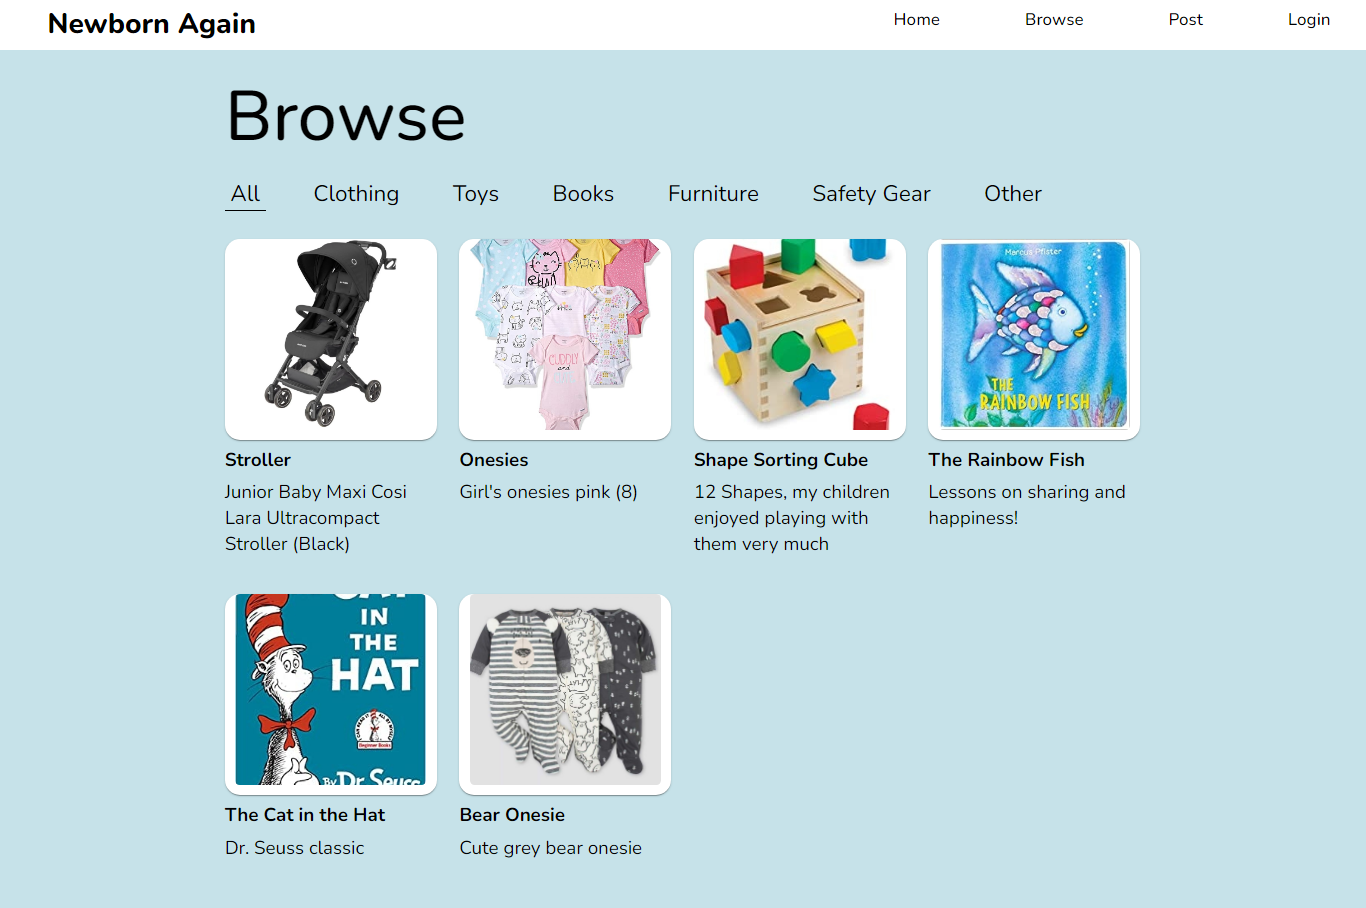 Newborn Again
Home
Browse
Post
Login
Browse
All
Clothing
Toys
Books
Furniture
Safety Gear
Other
CUDDLY
and
Marcus Pfister
THE
RAINBOW FISH
Stroller
Onesies
Shape Sorting Cube
The Rainbow Fish
Junior Baby Maxi Cosi
Lara Ultracompact
Stroller (Black)
Girl's onesies pink (8)
12 Shapes, my children
enjoyed playing with
them very much
Lessons on sharing and
happiness!
CAT
IN
THE
HAT
Beginner Books
By Dr. Seuss
The Cat in the Hat
Bear Onesie
Dr. Seuss classic
Cute grey bear onesie